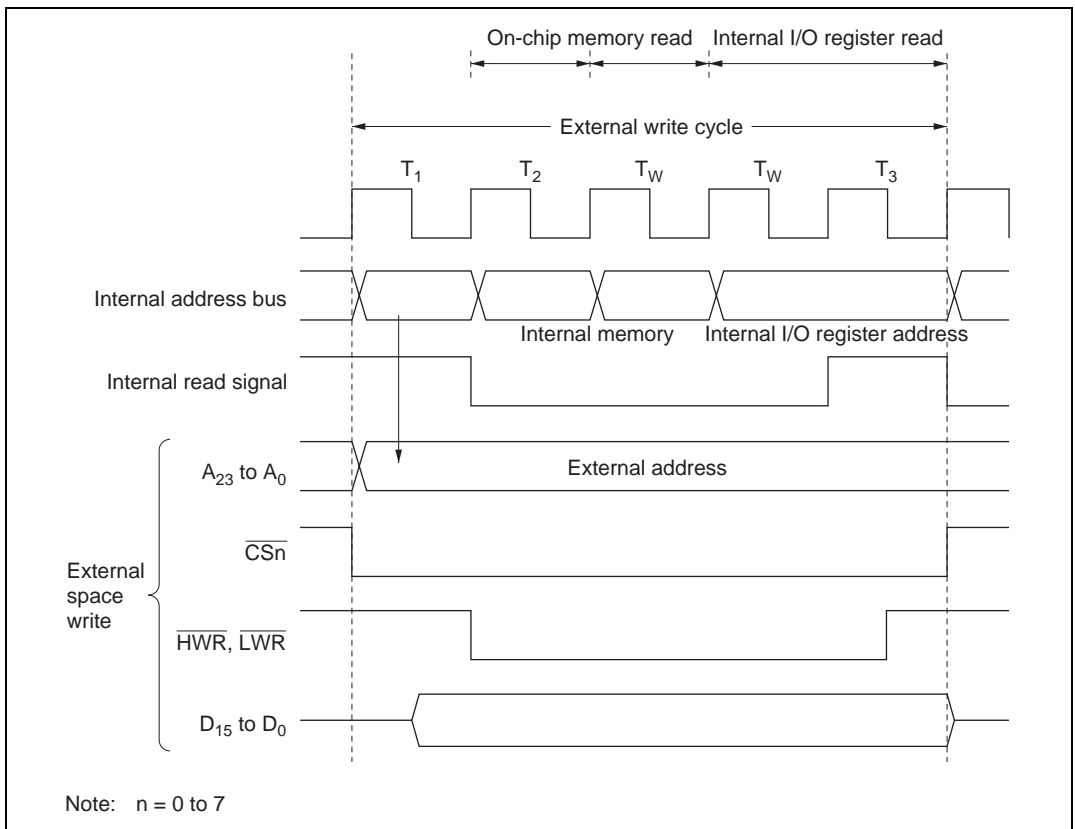 On-chip memory read Internal I/O register read
External write cycle
T1 T2 TW TW T3
Internal address bus
Internal memory Internal I/O register address
Internal read signal
A23 to A0 External address
CSn
External
space
write
HWR, LWR
D15 to D0
Note: n = 0 to 7